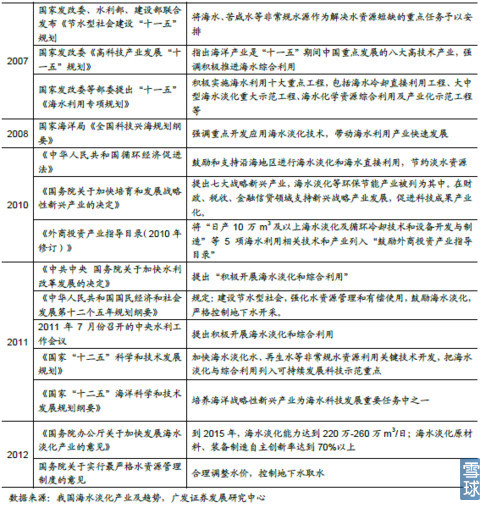 国家发改委、水利部、建设部联合
发布《节水型社会建设“十一五”
规划》
将海水、苦咸水等非常规水源作为解决水资源短缺的重点任务予以安
排
2007
国家发改委《高科技产业发展“十
一五”规划》
指出海洋产业是“十一五”期间中国重点发展的八大高技术产业，强
调积极推进海水综合利用
国家发改委等部委提出“十一五”
《海水利用专项规划》
积极实施海水利用十大重点工程，包括海水冷却直接利用工程、大中
型海水淡化重大示范工程、海水化学资源综合利用及产业化示范工程
等
2008
国家海洋局《全国科技兴海规划纲
要》
强调重点开发应用海水淡化技术，带动海水利用产业快速发展
《中华人民共和国循环经济促进
法》
鼓励和支持沿海地区进行海水淡化和海水直接利用，节约淡水资源
2010
《国务院关于加快培育和发展战略
性新兴产业的决定》
提出七大战略新兴产业，海水淡化等环保节能产业被列为其中。在财
政、税收、金融信贷领域支持新兴战略产业发展，促进科技成果产业
化。
《外商投资产业指导目录(2010年
修订)》
将“日产 10 万 m³及以上海水淡化及循环冷却技术和设备开发与制
造”等 5 项海水利用相关技术和产业列入“鼓励外商投资产业指导
目录”
《中共中央 国务院关于加快水利
改革发展的决定》
提出“积极开展海水淡化和综合利用”
《中华人民共和国国民经济和社会
发展第十二个五年规划纲要》
规定：建设节水型社会，强化水资源管理和有偿使用，鼓励海水淡化，
严格控制地下水开采。
2011
2011 年 7 月份召开的中央水利工
作会议
提出积极开展海水淡化和综合利用
《国家“十二五”科学和技术发展
规划》
加快海水淡化水、再生水等非常规水资源利用关键技术开发，把海水
淡化与综合利用列入可持续发展科技示范重点
《国家“十二五”海洋科学和技术
发展规划纲要》
培养海洋战略性新兴产业为海水科技发展重要任务中之一
2012
《国务院办公厅关于加快发展海水
淡化产业的意见》
到 2015 年，海水淡化能力达到 220 万-260 万 m³/日；海水淡化原材
料、装备制造自主创新率达到 70%以上
国务院关于实行最严格水资源管理
制度的意见
合理调整水价，控制地下水取水
数据来源：我国海水淡化产业及趋势，广发证券发展研究中心
雪
球